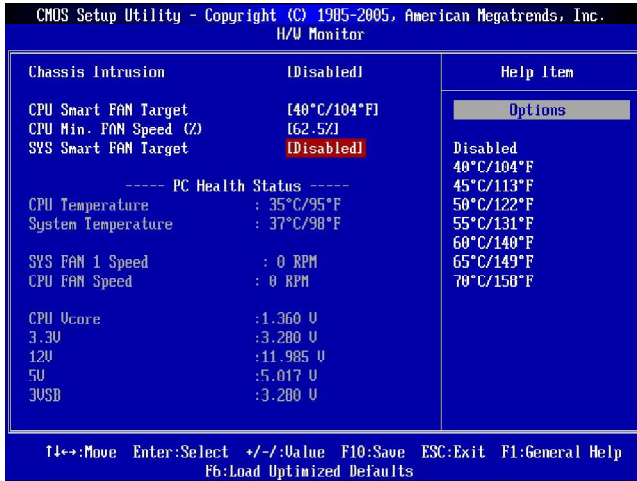 CMOS Setup Utility - Copyright (C) 1985-2005, American Megatrends, Inc.
H/W Monitor
Chassis Intrusion [Disabled]
CPU Smart FAN Target [40°C/104°F]
CPU Min. FAN Speed (%) [62.5%]
SYS Smart FAN Target [Disabled]
----- PC Health Status -----
CPU Temperature : 35°C/95°F
System Temperature : 37°C/98°F
SYS FAN 1 Speed : 0 RPM
CPU FAN Speed : 0 RPM
CPU Vcore :1.360 V
3.3V :3.280 V
12V :11.985 V
5V :5.017 V
3VSB :3.280 V
Help Item
Options
Disabled
40°C/104°F
45°C/113°F
50°C/122°F
55°C/131°F
60°C/140°F
65°C/149°F
70°C/158°F
↑↓←→:Move Enter:Select +/-/:Value F10:Save ESC:Exit F1:General Help
F6:Load Optimized Defaults